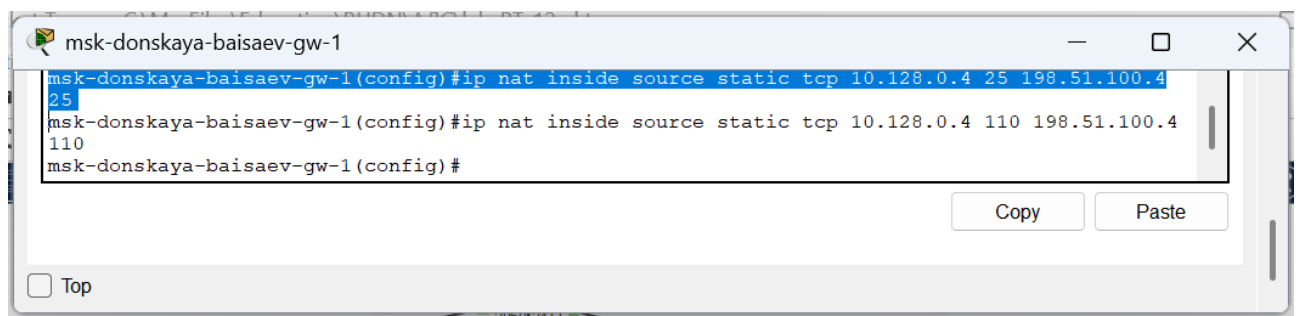 msk-donskaya-baisaev-gw-1
msk-donskaya-baisaev-gw-1(config)#ip nat inside source static tcp 10.128.0.4 25 198.51.100.4
25
msk-donskaya-baisaev-gw-1(config)#ip nat inside source static tcp 10.128.0.4 110 198.51.100.4
110
msk-donskaya-baisaev-gw-1(config)#
Copy Paste
Top